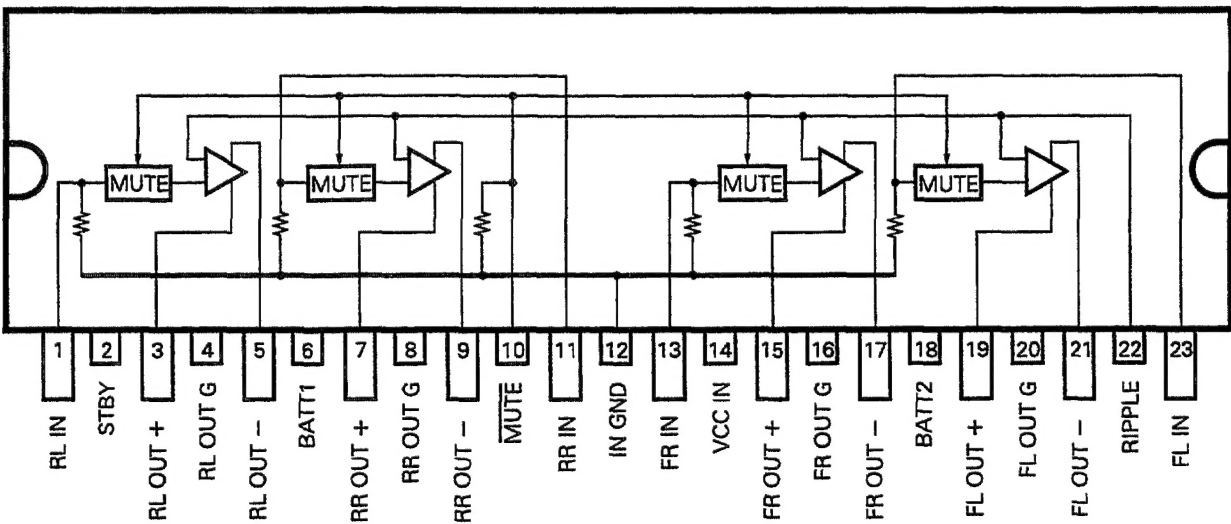 MUTE
MUTE
MUTE
MUTE
1 2 3 4 5 6 7 8 9 10 11 12 13 14 15 16 17 18 19 20 21 22 23
RL IN
STBY
RL OUT +
RL OUT G
RL OUT -
BATT1
RR OUT +
RR OUT G
RR OUT -
MUTE
RR IN
IN GND
FR IN
VCC IN
FR OUT +
FR OUT G
FR OUT -
BATT2
FL OUT +
FL OUT G
FL OUT -
RIPPLE
FL IN